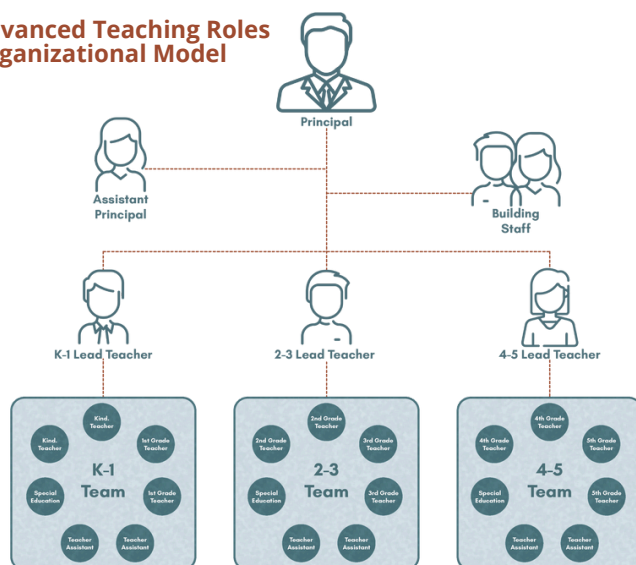 vanced Teaching Roles
ganizational Model
Principal
Assistant
Principal
Building
Staff
K-1 Lead Teacher
2-3 Lead Teacher
4-5 Lead Teacher
Kind.
Teacher
Kind.
Teacher
1st Grade
Teacher
K-1
Team
Special
Education
1st Grade
Teacher
Teacher
Assistant
Teacher
Assistant
2nd Grade
Teacher
2nd Grade
Teacher
3rd Grade
Teacher
2-3
Team
Special
Education
3rd Grade
Teacher
Teacher
Assistant
Teacher
Assistant
4th Grade
Teacher
4th Grade
Teacher
5th Grade
Teacher
4-5
Team
Special
Education
5th Grade
Teacher
Teacher
Assistant
Teacher
Assistant